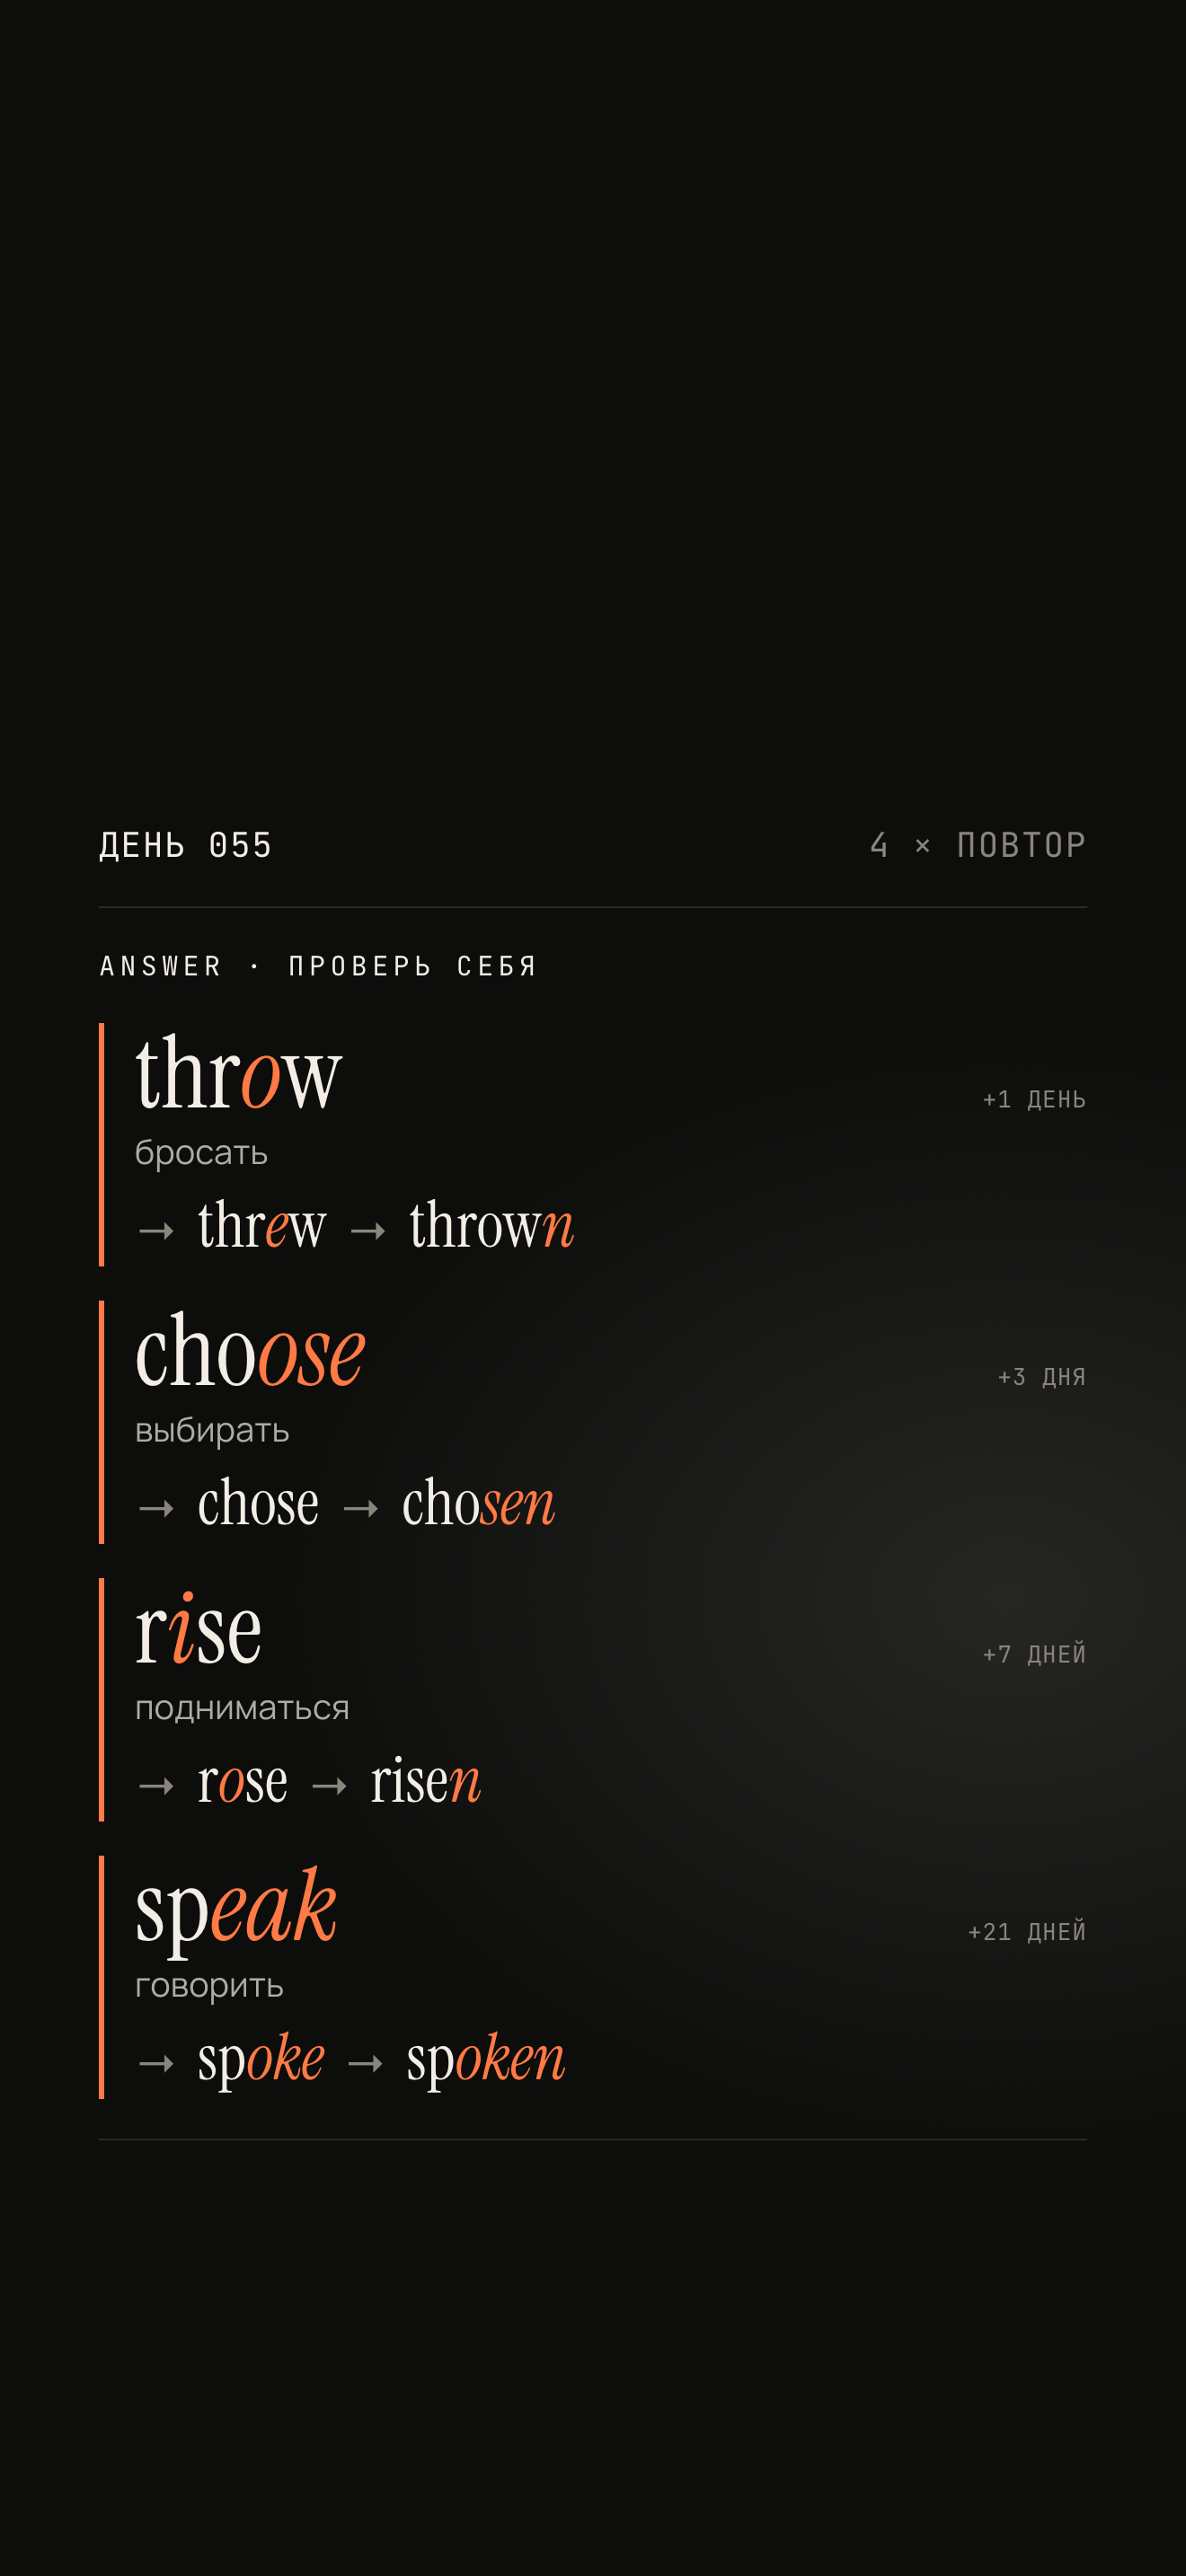 ДЕНЬ 055 4 × ПОВТОР
ANSWER · ПРОВЕРЬ СЕБЯ
throw
+1 ДЕНЬ
бросать
→ threw → thrown
choose
+3 ДНЯ
выбирать
→ chose → chosen
rise
+7 ДНЕЙ
подниматься
→ rose → risen
speak
+21 ДНЕЙ
говорить
→ spoke → spoken